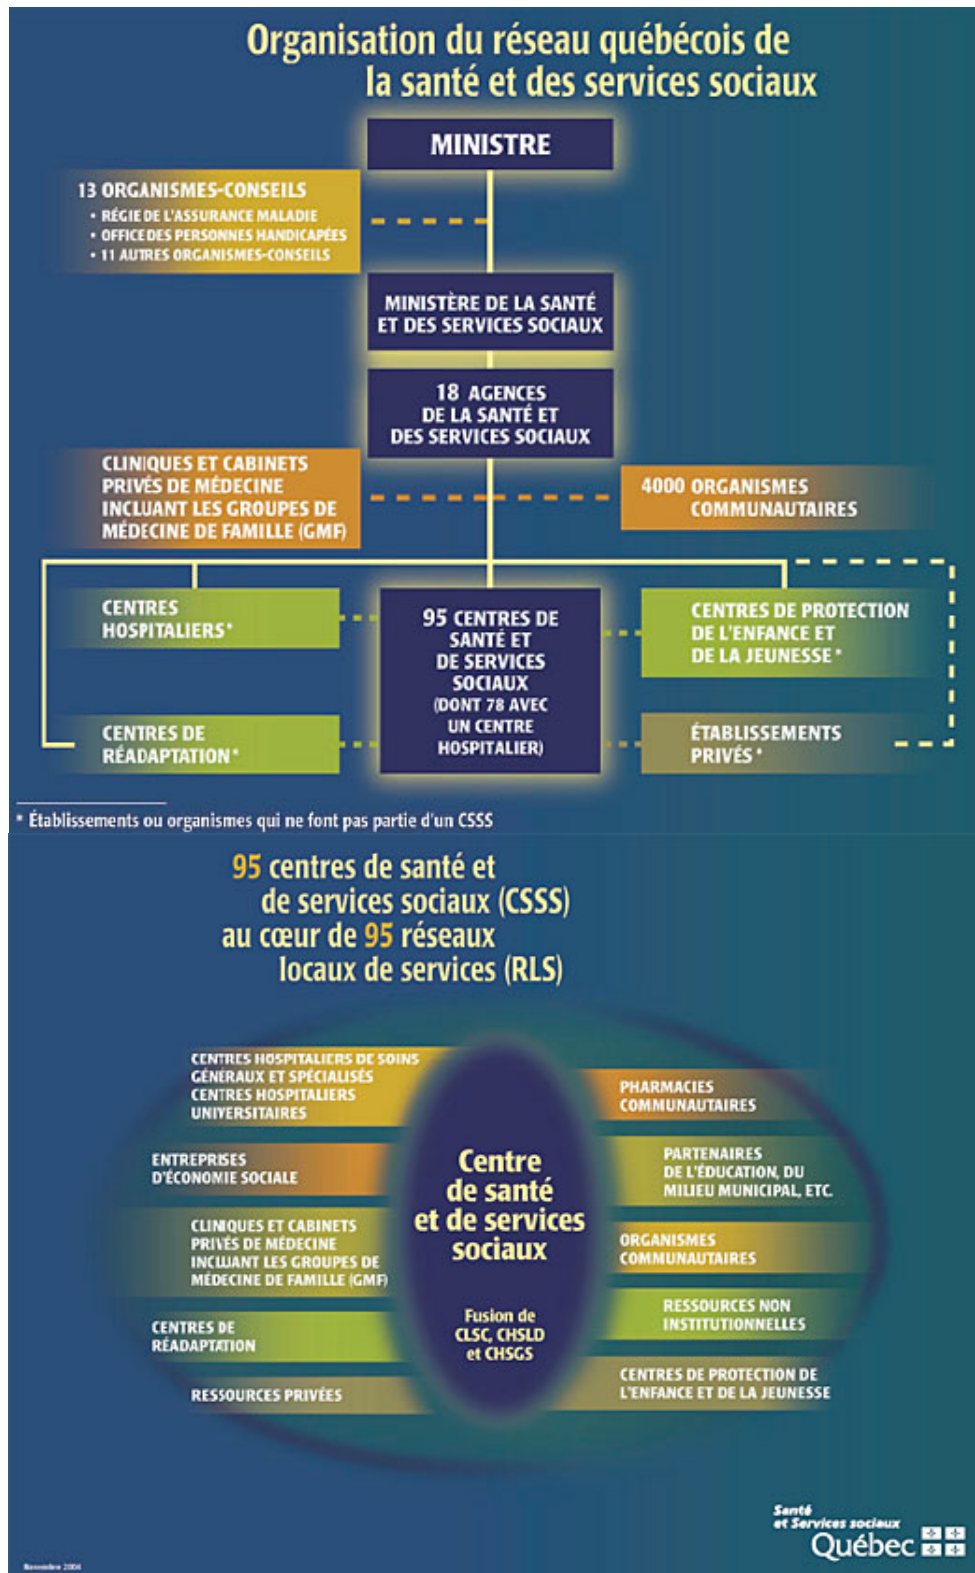 Organisation du réseau québécois de
la santé et des services sociaux
MINISTRE
13 ORGANISMES-CONSEILS
• RÉGIE DE L'ASSURANCE MALADIE
• OFFICE DES PERSONNES HANDICAPÉES
• 11 AUTRES ORGANISMES-CONSEILS
MINISTÈRE DE LA SANTÉ
ET DES SERVICES SOCIAUX
18 AGENCES
DE LA SANTÉ ET
DES SERVICES SOCIAUX
CLINIQUES ET CABINETS
PRIVÉS DE MÉDECINE
INCLUANT LES GROUPES DE
MÉDECINE DE FAMILLE (GMF)
4000 ORGANISMES
COMMUNAUTAIRES
CENTRES
HOSPITALIERS*
95 CENTRES DE
SANTÉ ET
DE SERVICES
SOCIAUX
(DONT 78 AVEC
UN CENTRE
HOSPITALIER)
CENTRES DE PROTECTION
DE L'ENFANCE ET
DE LA JEUNESSE *
CENTRES DE
RÉADAPTATION*
ÉTABLISSEMENTS
PRIVÉS *
* Établissements ou organismes qui ne font pas partie d'un CSSS
95 centres de santé et
de services sociaux (CSSS)
au cœur de 95 réseaux
locaux de services (RLS)
CENTRES HOSPITALIERS DE SOINS
GÉNÉRAUX ET SPÉCIALISÉS
CENTRES HOSPITALIERS
UNIVERSITAIRES
ENTREPRISES
D'ÉCONOMIE SOCIALE
CLINIQUES ET CABINETS
PRIVÉS DE MÉDECINE
INCLUANT LES GROUPES DE
MÉDECINE DE FAMILLE (GMF)
CENTRES DE
RÉADAPTATION
RESSOURCES PRIVÉES
Centre
de santé
et de services
sociaux
Fusion de
CLSC, CHSLD
et CHSGS
PHARMACIES
COMMUNAUTAIRES
PARTENAIRES
DE L'ÉDUCATION, DU
MILIEU MUNICIPAL, ETC.
ORGANISMES
COMMUNAUTAIRES
RESSOURCES NON
INSTITUTIONNELLES
CENTRES DE PROTECTION DE
L'ENFANCE ET DE LA JEUNESSE
Santé
et Services sociaux
Québec
Novembre 2004